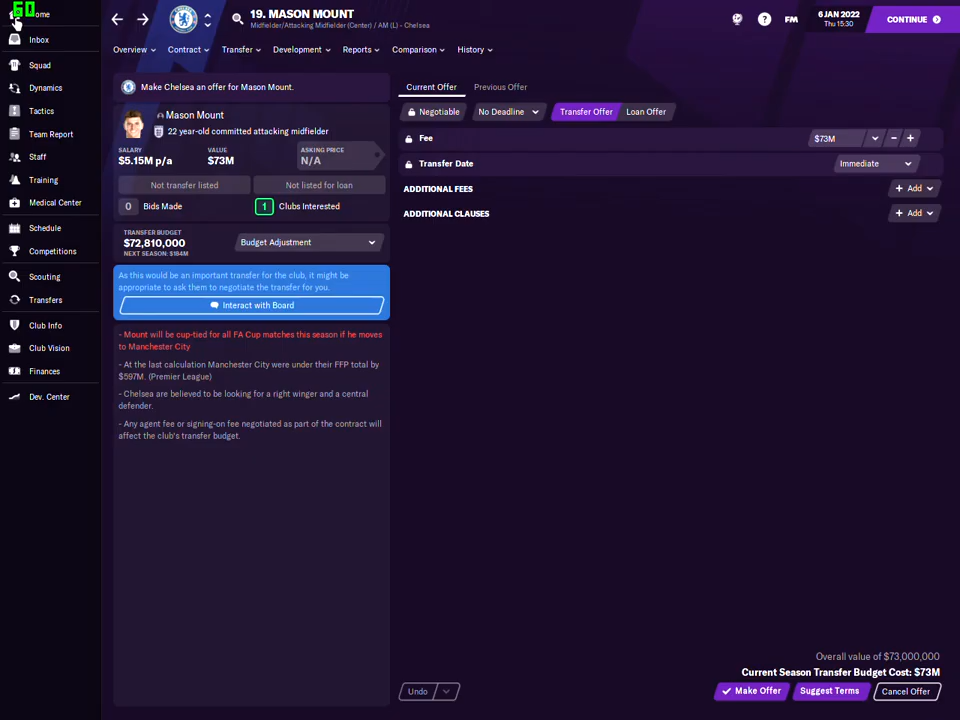 60
ome
19. MASON MOUNT
Midfielder/Attacking Midfielder (Center) / AM (L) - Chelsea
FM
6 JAN 2022
Thu 15:30
CONTINUE
Inbox
Squad
Dynamics
Tactics
Team Report
Staff
Training
Medical Center
Schedule
Competitions
Scouting
Transfers
Club Info
Club Vision
Finances
Dev. Center
Overview
Contract
Transfer
Development
Reports
Comparison
History
Make Chelsea an offer for Mason Mount.
Mason Mount
22 year-old committed attacking midfielder
SALARY
$5.15M p/a
VALUE
$73M
ASKING PRICE
N/A
Not transfer listed
Not listed for loan
0 Bids Made
1 Clubs Interested
TRANSFER BUDGET
$72,810,000
NEXT SEASON: $184M
Budget Adjustment
As this would be an important transfer for the club, it might be
appropriate to ask them to negotiate the transfer for you.
Interact with Board
- Mount will be cup-tied for all FA Cup matches this season if he moves
to Manchester City
- At the last calculation Manchester City were under their FFP total by
$597M. (Premier League)
- Chelsea are believed to be looking for a right winger and a central
defender.
- Any agent fee or signing-on fee negotiated as part of the contract will
affect the club's transfer budget.
Current Offer
Previous Offer
Negotiable
No Deadline
Transfer Offer
Loan Offer
Fee
$73M
Transfer Date
Immediate
ADDITIONAL FEES
+ Add
ADDITIONAL CLAUSES
+ Add
Overall value of $73,000,000
Current Season Transfer Budget Cost: $73M
Undo
Make Offer
Suggest Terms
Cancel Offer